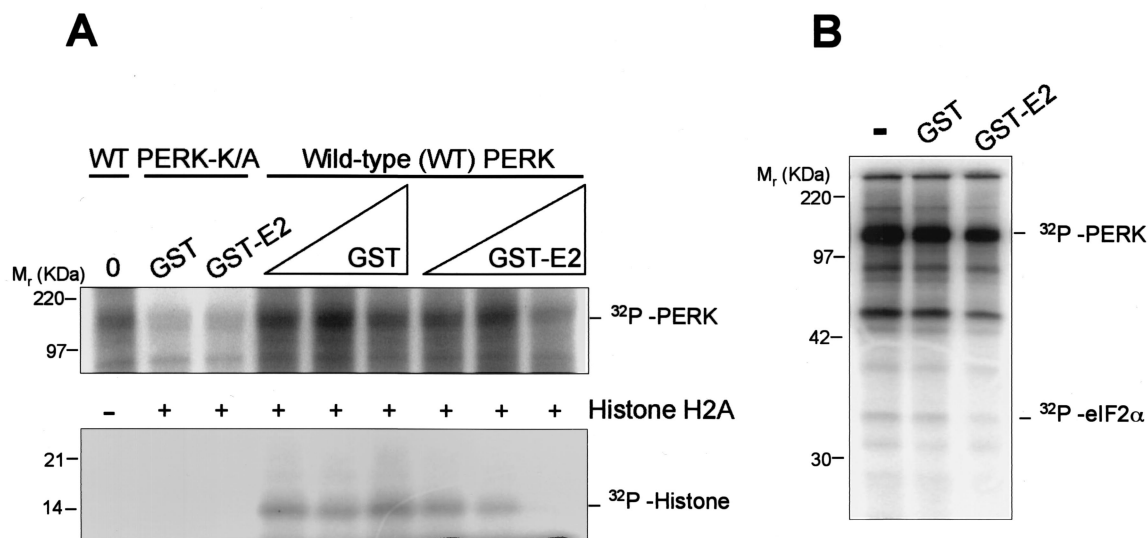 A
WT PERK-K/A Wild-type (WT) PERK
0 GST GST-E2 GST GST-E2
Mr (KDa)
220
97
32P -PERK
- + + + + + + + + Histone H2A
21
14
32P -Histone
B
- GST GST-E2
Mr (KDa)
220
97
42
30
32P -PERK
32P -eIF2α